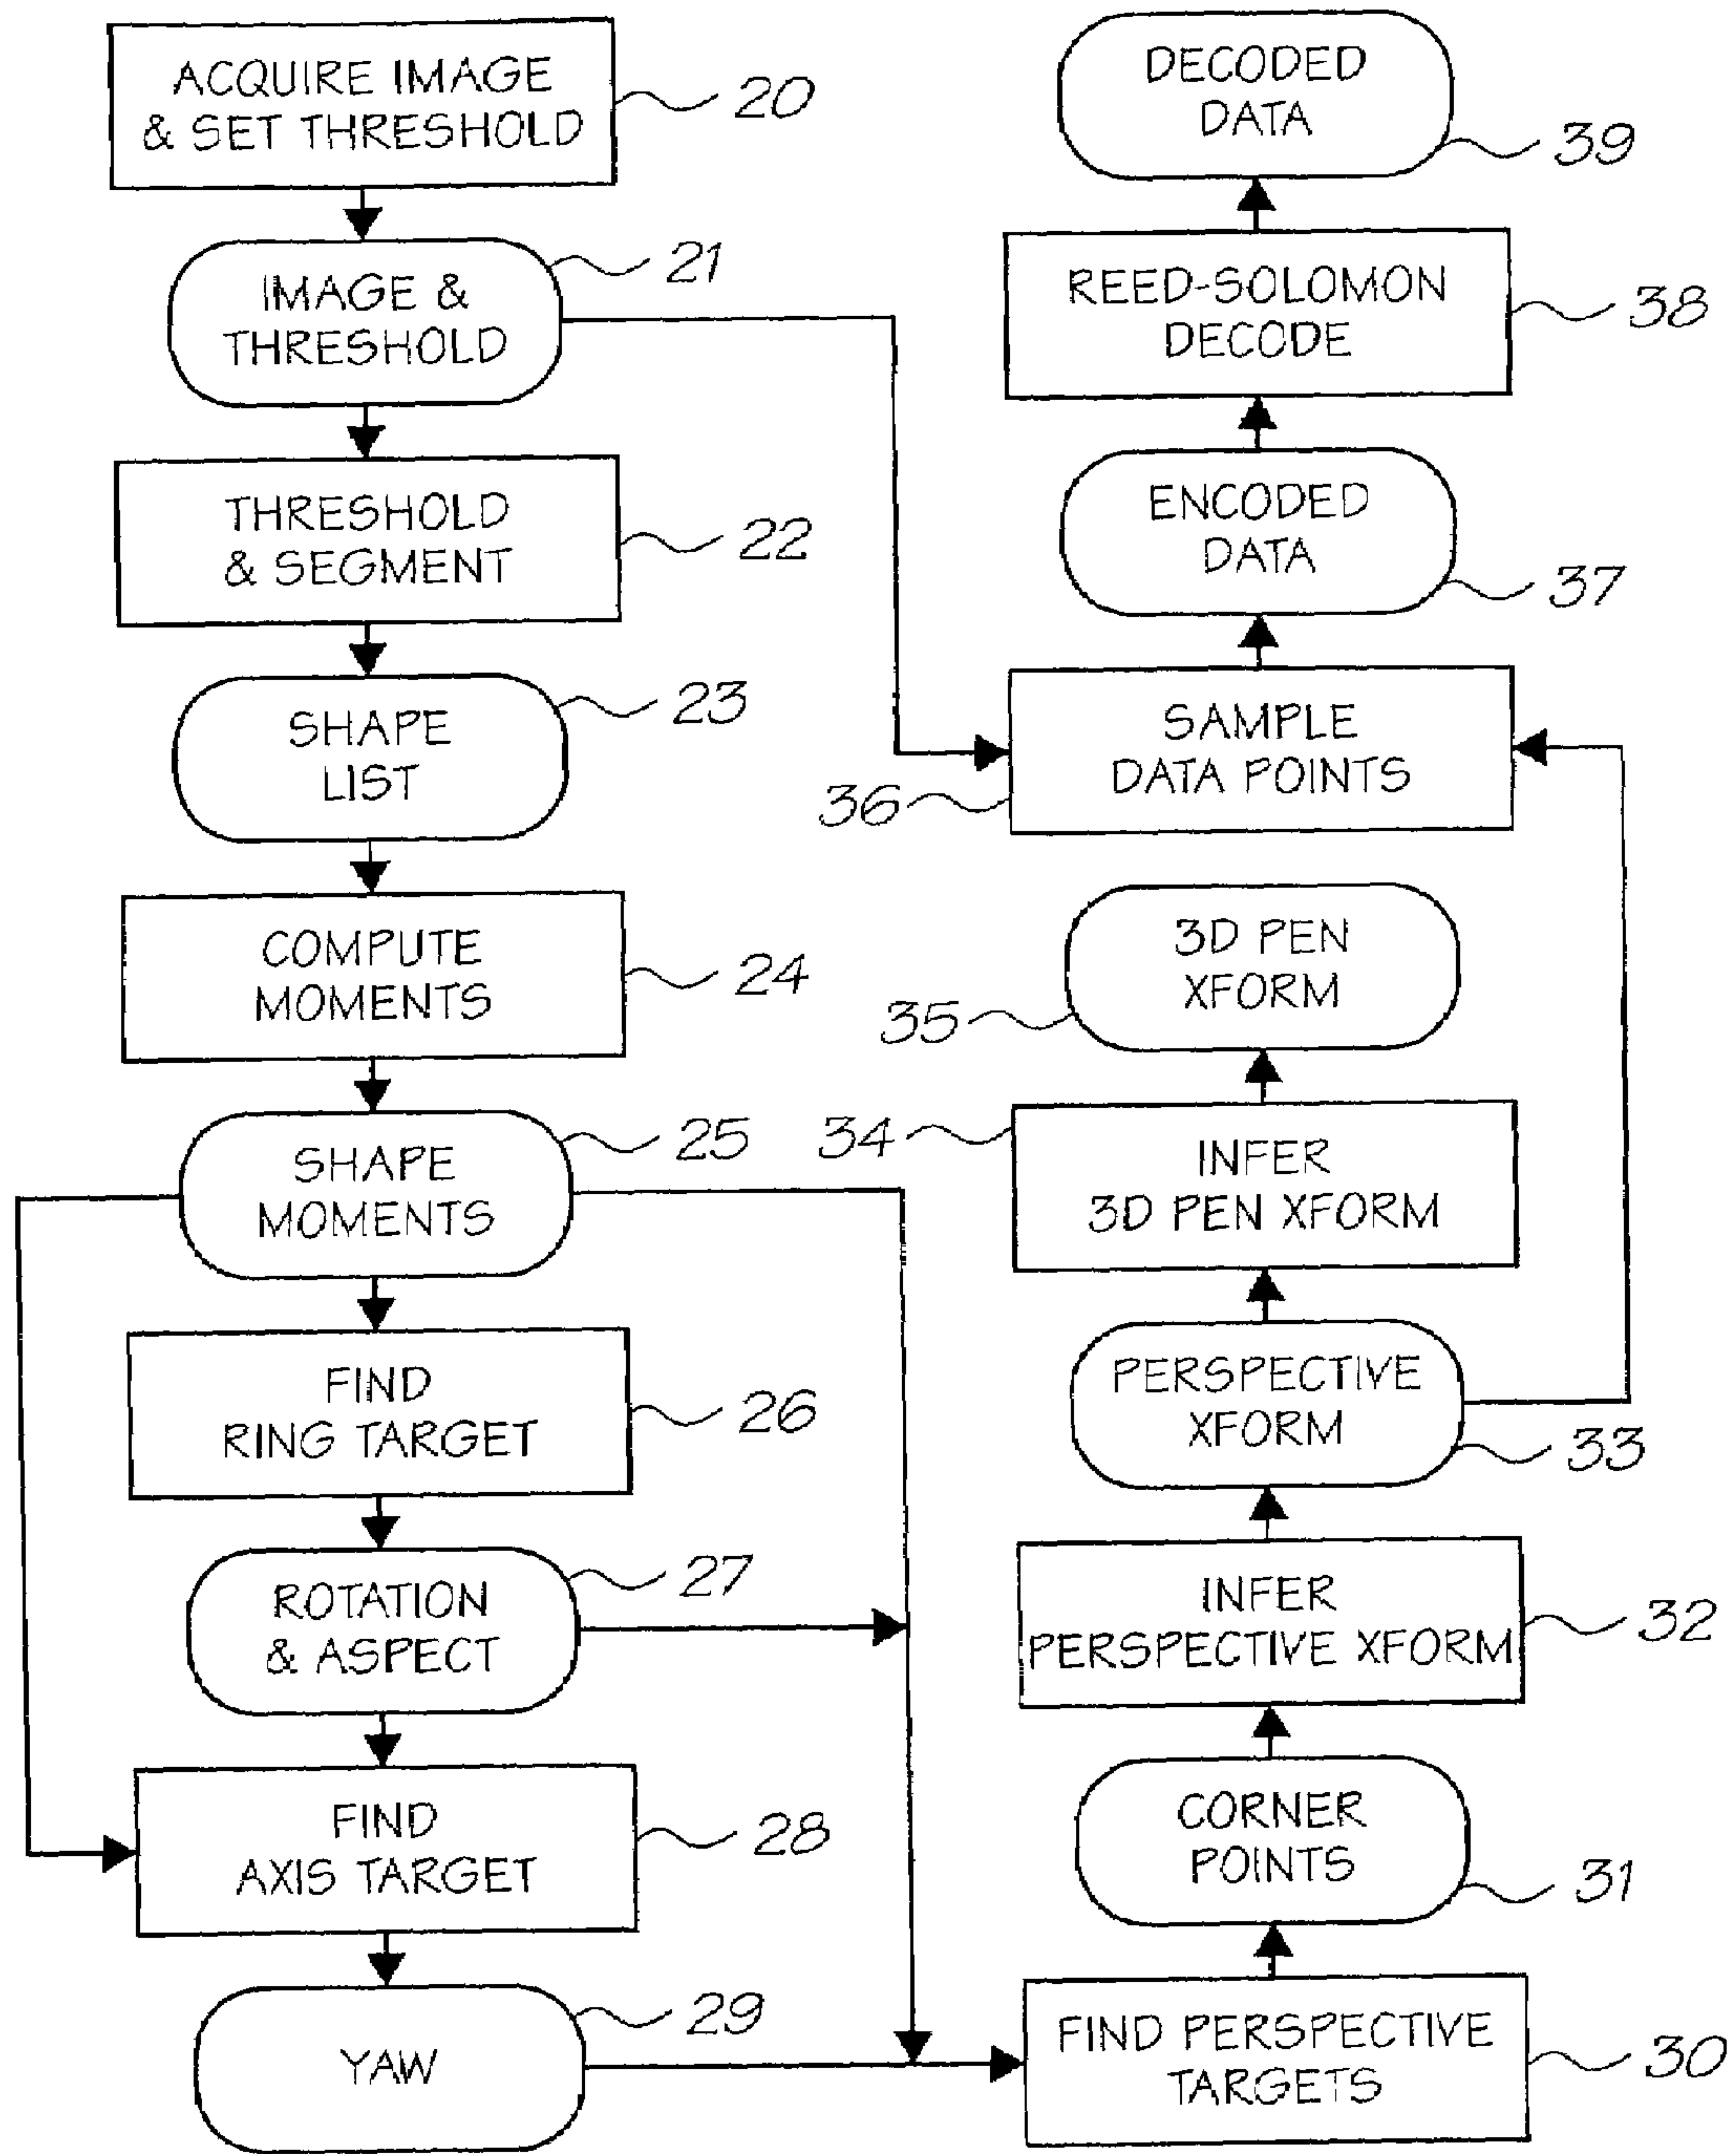 ACQUIRE IMAGE
& SET THRESHOLD
20
IMAGE &
THRESHOLD
21
THRESHOLD
& SEGMENT
22
SHAPE
LIST
23
COMPUTE
MOMENTS
24
SHAPE
MOMENTS
25
FIND
RING TARGET
26
ROTATION
& ASPECT
27
FIND
AXIS TARGET
28
YAW
29
DECODED
DATA
39
REED-SOLOMON
DECODE
38
ENCODED
DATA
37
SAMPLE
DATA POINTS
36
3D PEN
XFORM
35
INFER
3D PEN XFORM
34
PERSPECTIVE
XFORM
33
INFER
PERSPECTIVE XFORM
32
CORNER
POINTS
31
FIND PERSPECTIVE
TARGETS
30